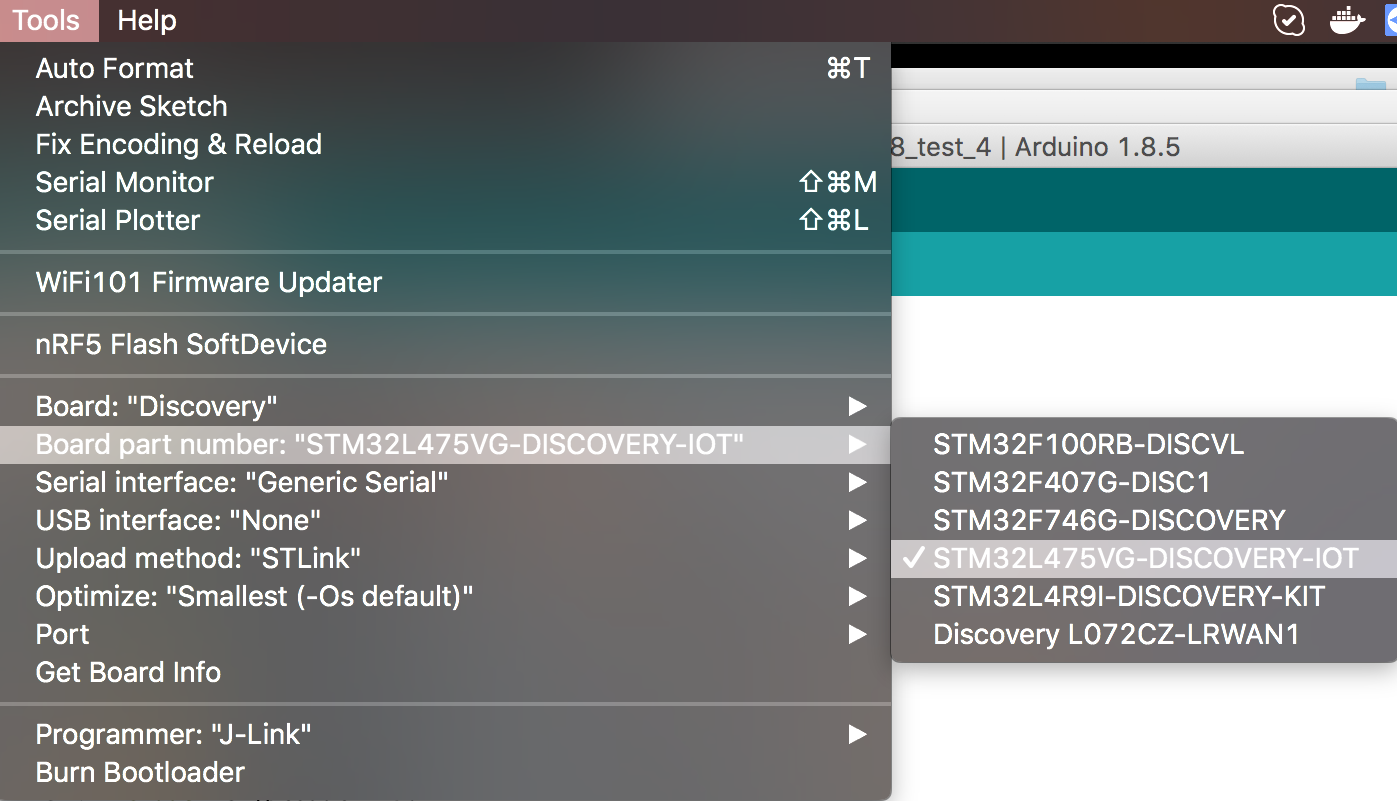 Tools Help
Auto Format ⌘T
Archive Sketch
Fix Encoding & Reload
8_test_4 | Arduino 1.8.5
Serial Monitor ⇧⌘M
Serial Plotter ⇧⌘L
WiFi101 Firmware Updater
nRF5 Flash SoftDevice
Board: "Discovery"
Board part number: "STM32L475VG-DISCOVERY-IOT"
Serial interface: "Generic Serial"
USB interface: "None"
Upload method: "STLink"
Optimize: "Smallest (-Os default)"
Port
Get Board Info
Programmer: "J-Link"
Burn Bootloader
STM32F100RB-DISCVL
STM32F407G-DISC1
STM32F746G-DISCOVERY
STM32L475VG-DISCOVERY-IOT
STM32L4R9I-DISCOVERY-KIT
Discovery L072CZ-LRWAN1